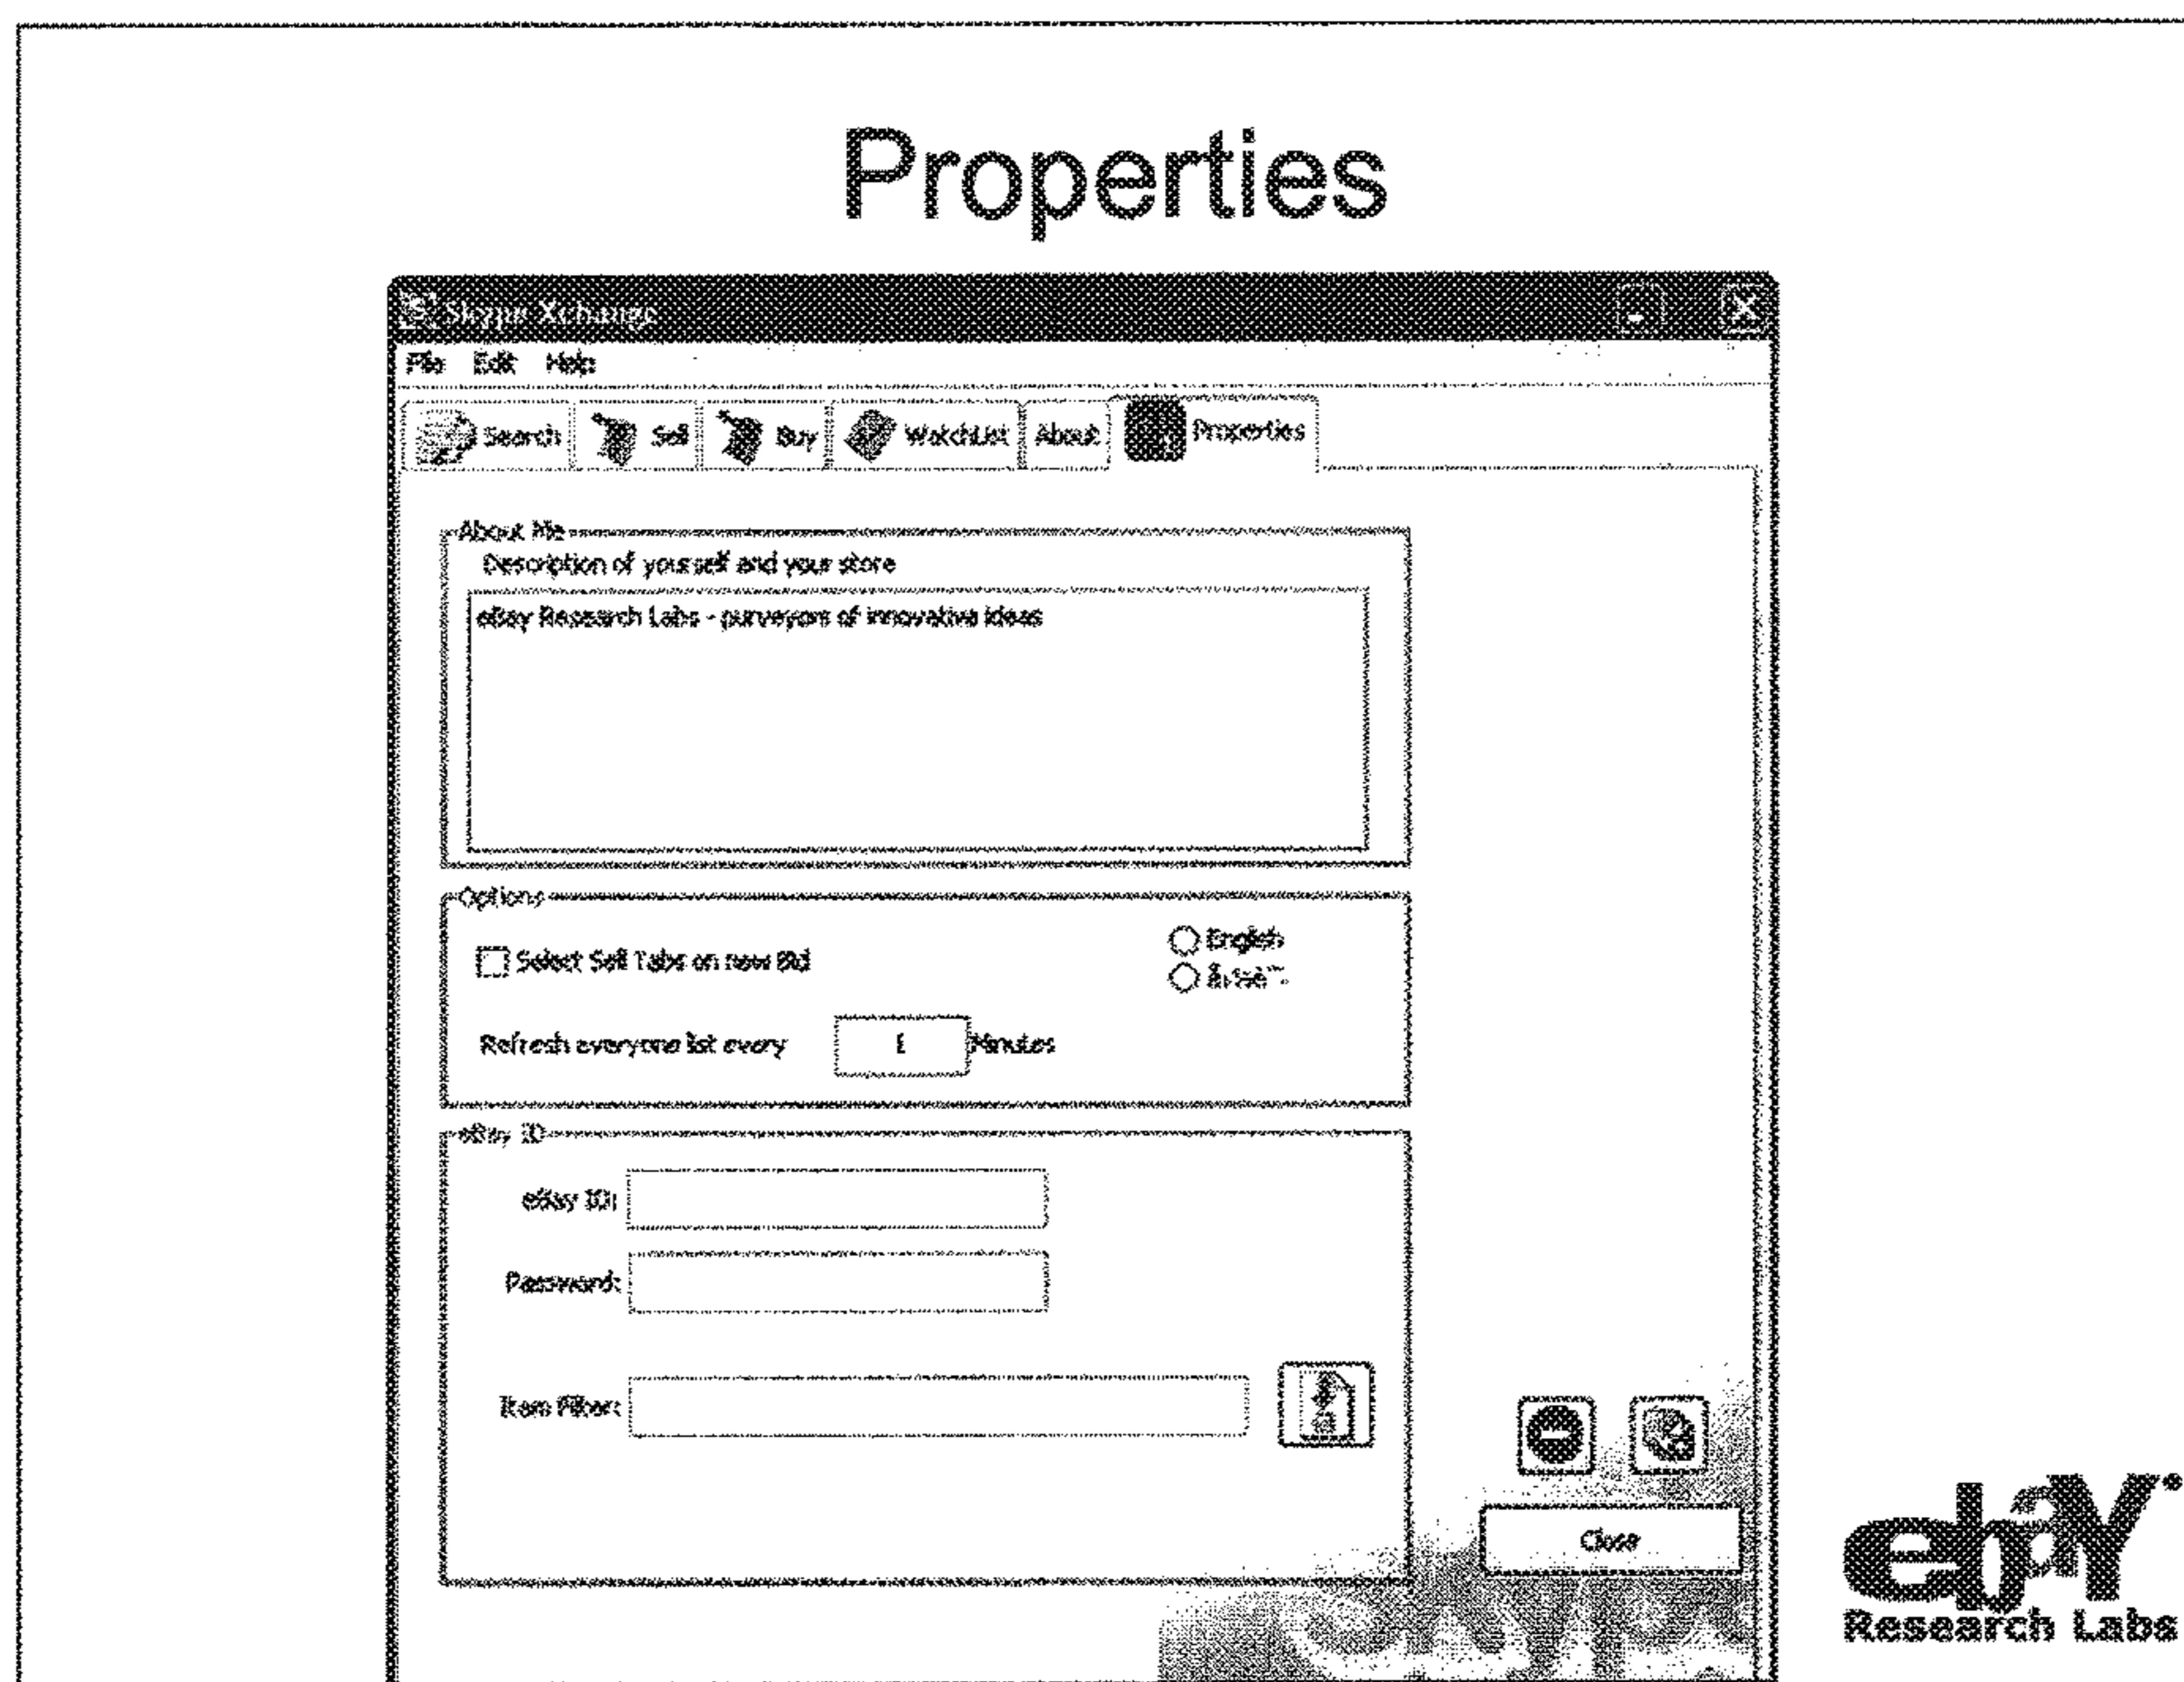 Properties
Skype Xchange
File Edit Help
Search Sell Buy WatchList About Properties
About Me
Description of yourself and your store
eBay Research Labs - purveyors of innovative ideas
Options
Select Sell Tabs on new Bid
English
Refresh everyone list every 1 Minutes
eBay ID
eBay ID:
Password:
Item Filter:
Close
skype
ebaY
Research Labs